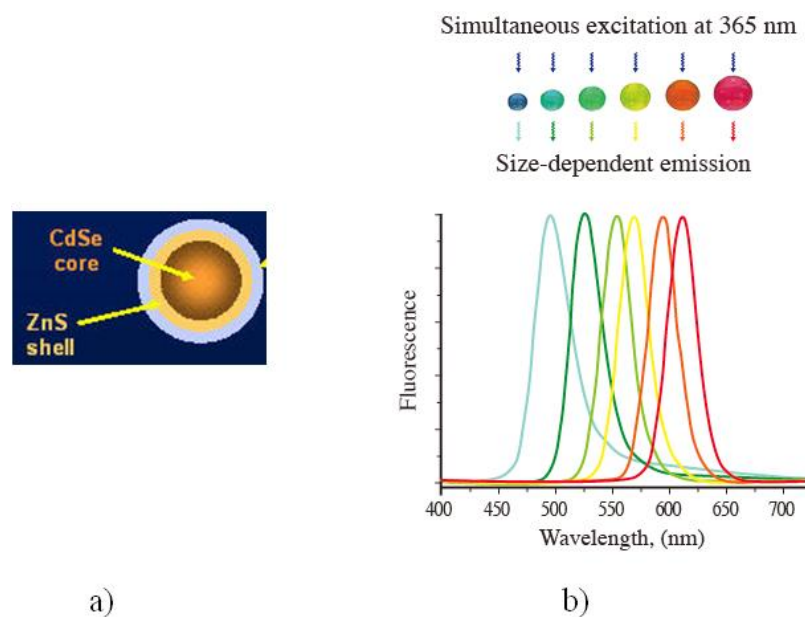 Simultaneous excitation at 365 nm
Size-dependent emission
CdSe
core
ZnS
shell
Fluorescence
400 450 500 550 600 650 700
Wavelength, (nm)
a) b)